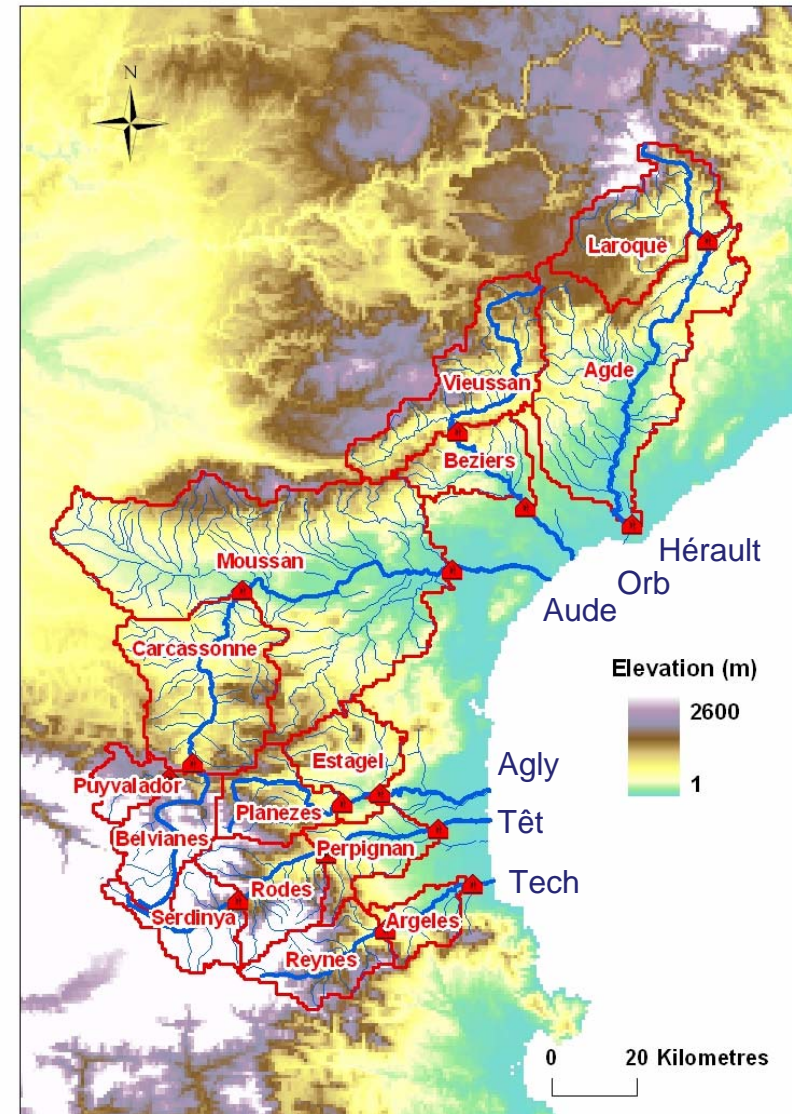 N
Laroque
Vieussan
Agde
Beziers
Hérault
Moussan
Orb
Aude
Carcassonne
Elevation (m)
2600
1
Estagel
Agly
Puyvalador
Planezes
Têt
Belvianes
Perpignan
Tech
Rodes
Serdinya
Argeles
Reynes
0 20 Kilometres